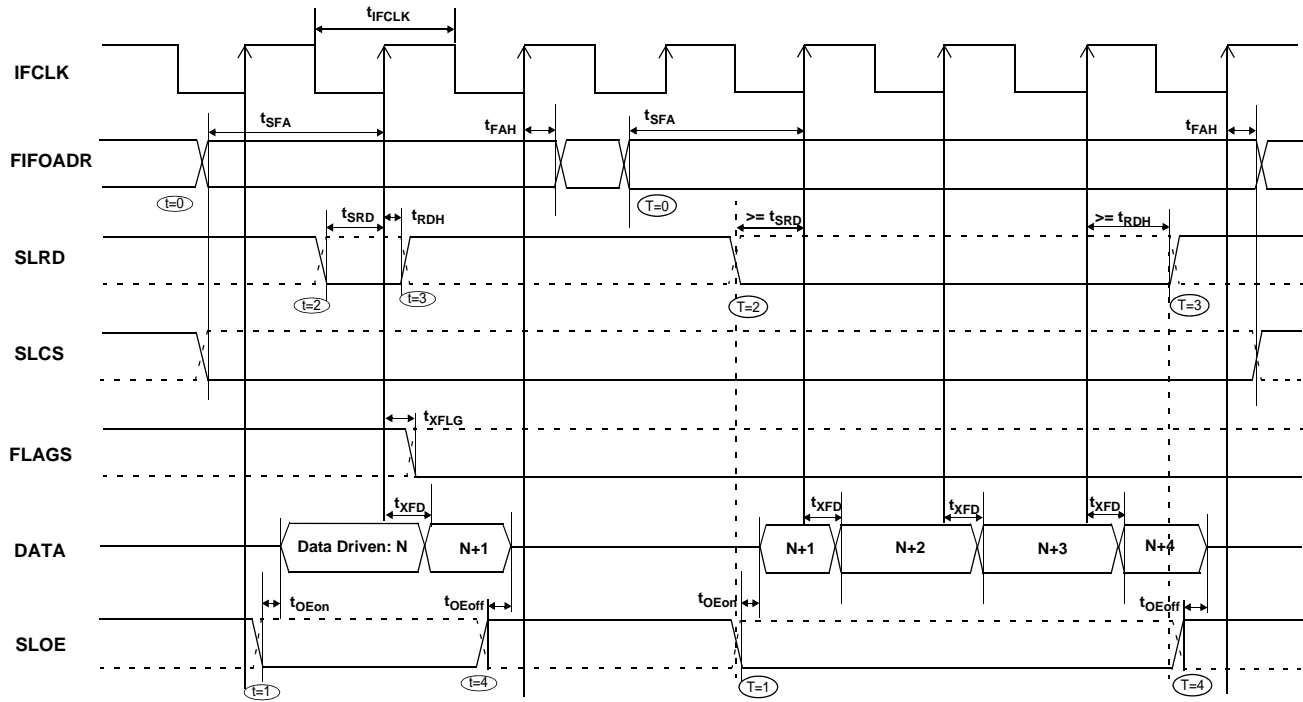 tIFCLK
IFCLK
tSFA
tFAH
tSFA
tFAH
FIFOADR
t=0
T=0
tSRD
tRDH
>= tSRD
>= tRDH
SLRD
t=2
t=3
T=2
T=3
SLCS
tXFLG
FLAGS
tXFD
tXFD
tXFD
tXFD
DATA
Data Driven: N
N+1
N+1
N+2
N+3
N+4
tOEon
tOEoff
tOEon
tOEoff
SLOE
t=1
t=4
T=1
T=4